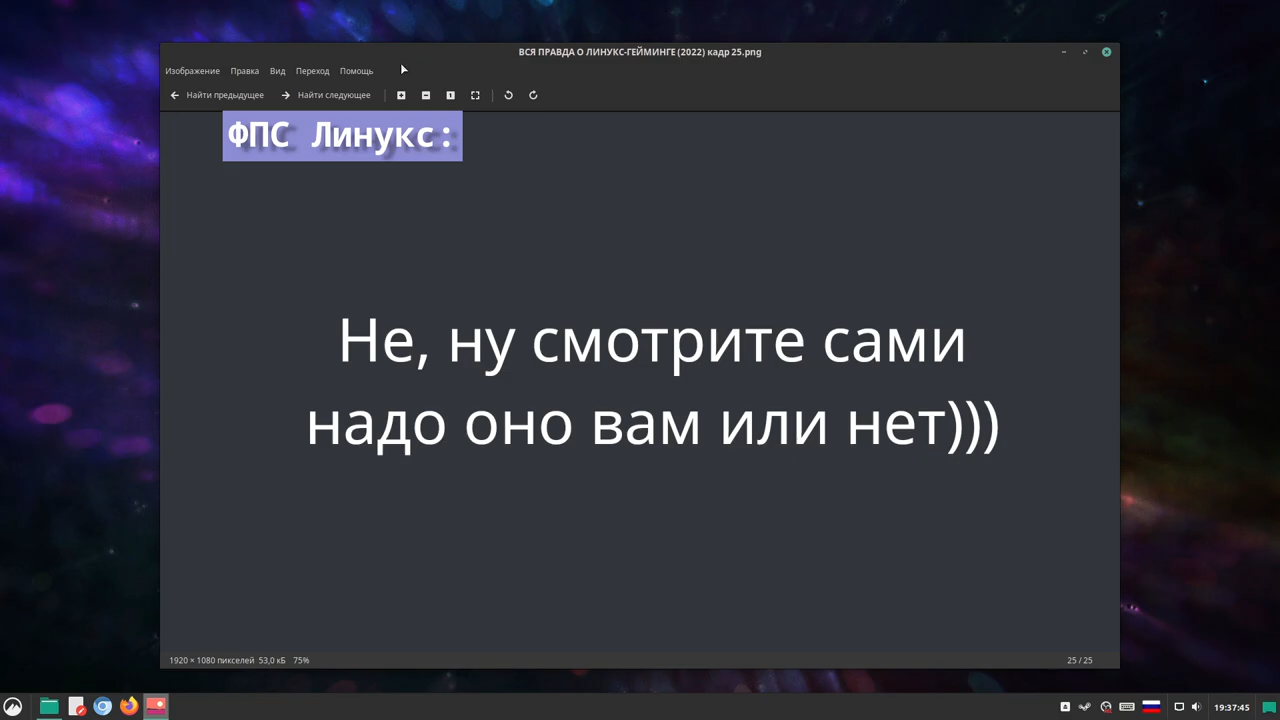 ВСЯ ПРАВДА О ЛИНУКС-ГЕЙМИНГЕ (2022) кадр 25.png
Изображение Правка Вид Переход Помощь
Найти предыдущее Найти следующее
ФПС Линукс:
Не, ну смотрите сами
надо оно вам или нет)))
1920 × 1080 пикселей 53,0 кБ 75% 25 / 25
19:37:45